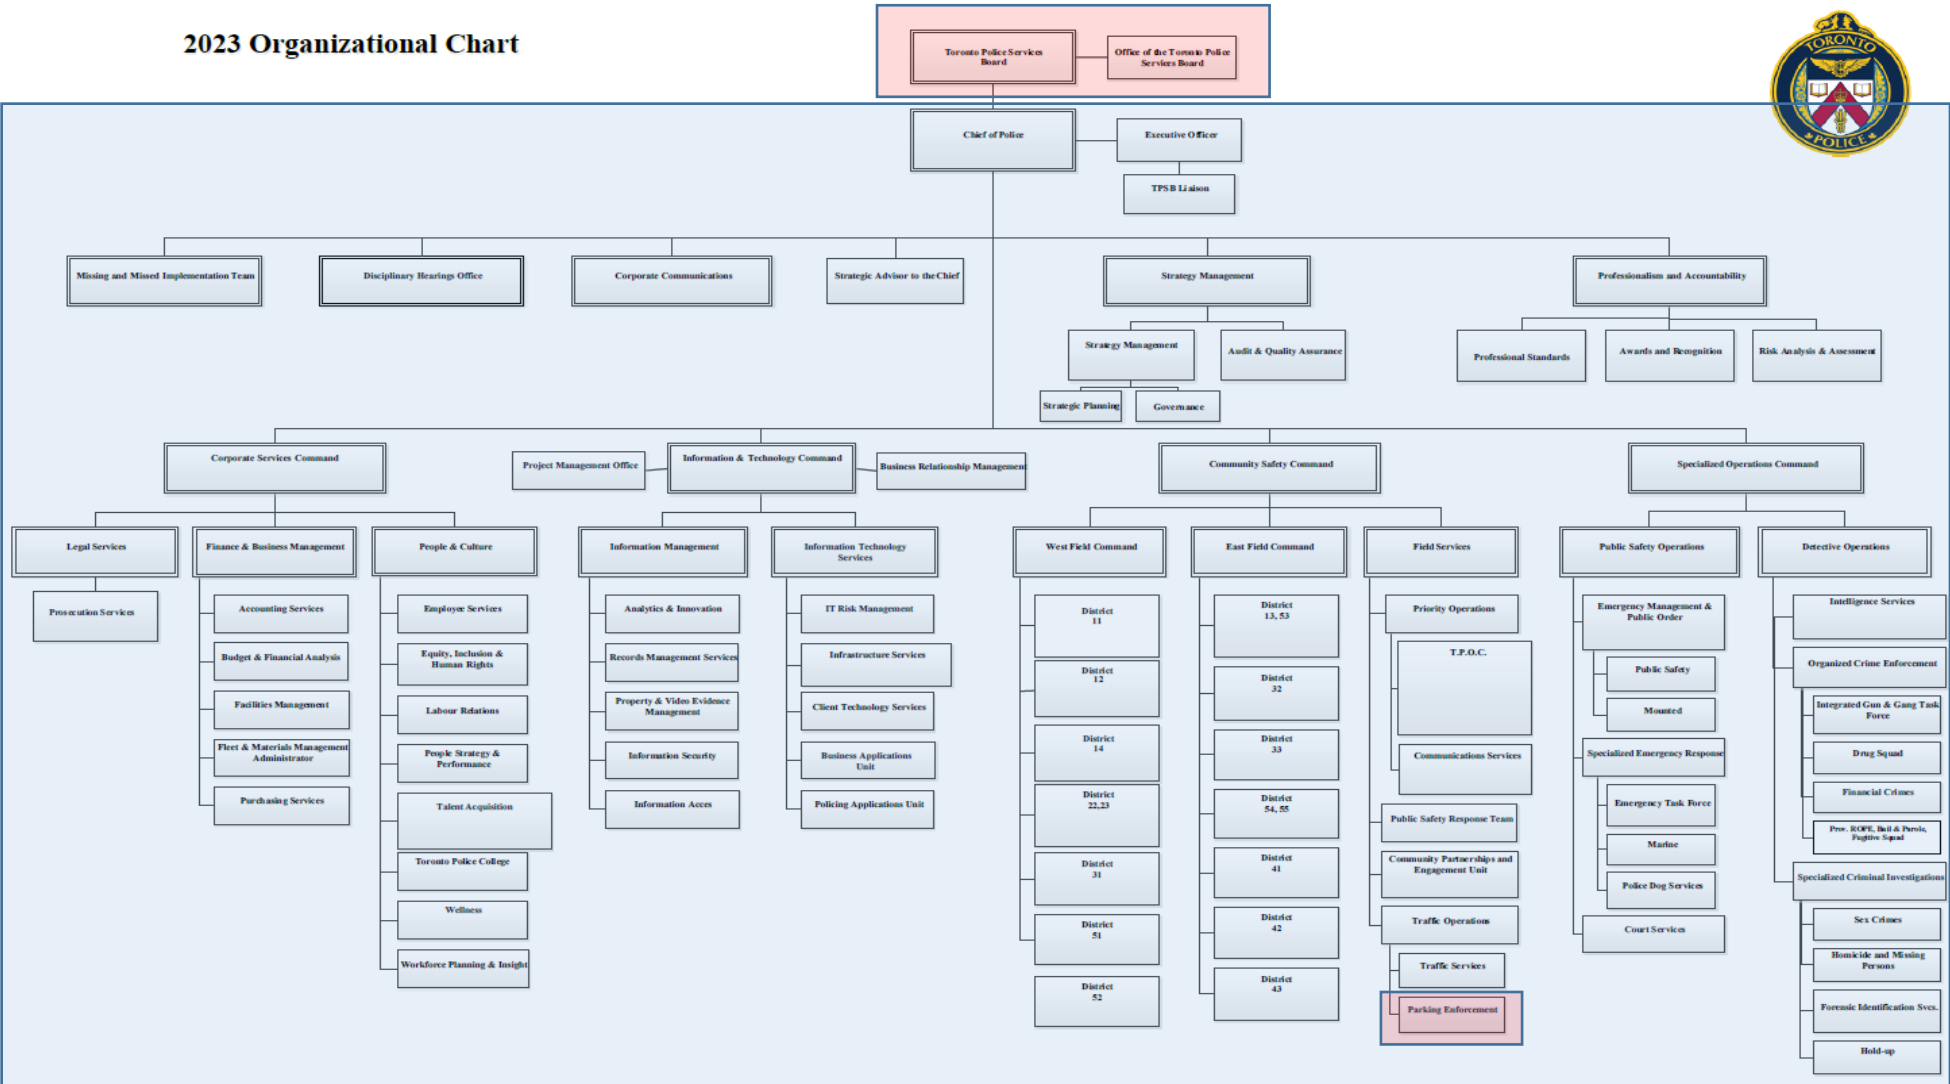 2023 Organizational Chart
Toronto Police Services
Board
Office of the Toronto Police
Services Board
TORONTO
POLICE
Chief of Police
Executive Officer
TPSB Liaison
Missing and Missed Implementation Team
Disciplinary Hearings Office
Corporate Communications
Strategic Advisor to the Chief
Strategy Management
Professionalism and Accountability
Strategy Management
Audit & Quality Assurance
Professional Standards
Awards and Recognition
Risk Analysis & Assessment
Strategic Planning
Governance
Corporate Services Command
Project Management Office
Information & Technology Command
Business Relationship Management
Community Safety Command
Specialized Operations Command
Legal Services
Finance & Business Management
People & Culture
Information Management
Information Technology
Services
West Field Command
East Field Command
Field Services
Public Safety Operations
Detective Operations
Prosecution Services
Accounting Services
Budget & Financial Analysis
Facilities Management
Fleet & Materials Management
Administrator
Purchasing Services
Employee Services
Equity, Inclusion &
Human Rights
Labour Relations
People Strategy &
Performance
Talent Acquisition
Toronto Police College
Wellness
Workforce Planning & Insight
Analytics & Innovation
Records Management Services
Property & Video Evidence
Management
Information Security
Information Acces
IT Risk Management
Infrastructure Services
Client Technology Services
Business Applications
Unit
Policing Applications Unit
District
11
District
12
District
14
District
22,23
District
31
District
51
District
52
District
13, 53
District
32
District
33
District
54, 55
District
41
District
42
District
43
Priority Operations
T.P.O.C.
Communications Services
Public Safety Response Team
Community Partnerships and
Engagement Unit
Traffic Operations
Traffic Services
Parking Enforcement
Emergency Management &
Public Order
Public Safety
Mounted
Specialized Emergency Response
Emergency Task Force
Marine
Police Dog Services
Court Services
Intelligence Services
Organized Crime Enforcement
Integrated Gun & Gang Task
Force
Drug Squad
Financial Crimes
Prov. ROPE, Bail & Parole,
Fugitive Squad
Specialized Criminal Investigations
Sex Crimes
Homicide and Missing
Persons
Forensic Identification Svcs.
Hold-up